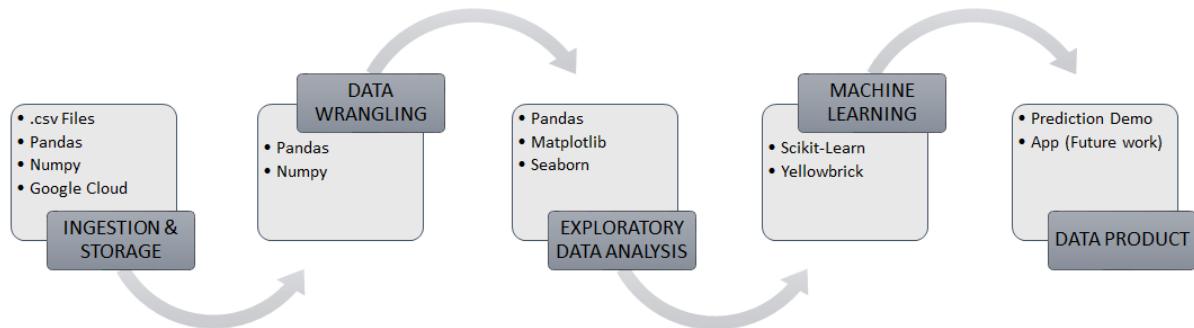 • .csv Files
• Pandas
• Numpy
• Google Cloud
INGESTION &
STORAGE
DATA
WRANGLING
• Pandas
• Numpy
• Pandas
• Matplotlib
• Seaborn
EXPLORATORY
DATA ANALYSIS
MACHINE
LEARNING
• Scikit-Learn
• Yellowbrick
• Prediction Demo
• App (Future work)
DATA PRODUCT